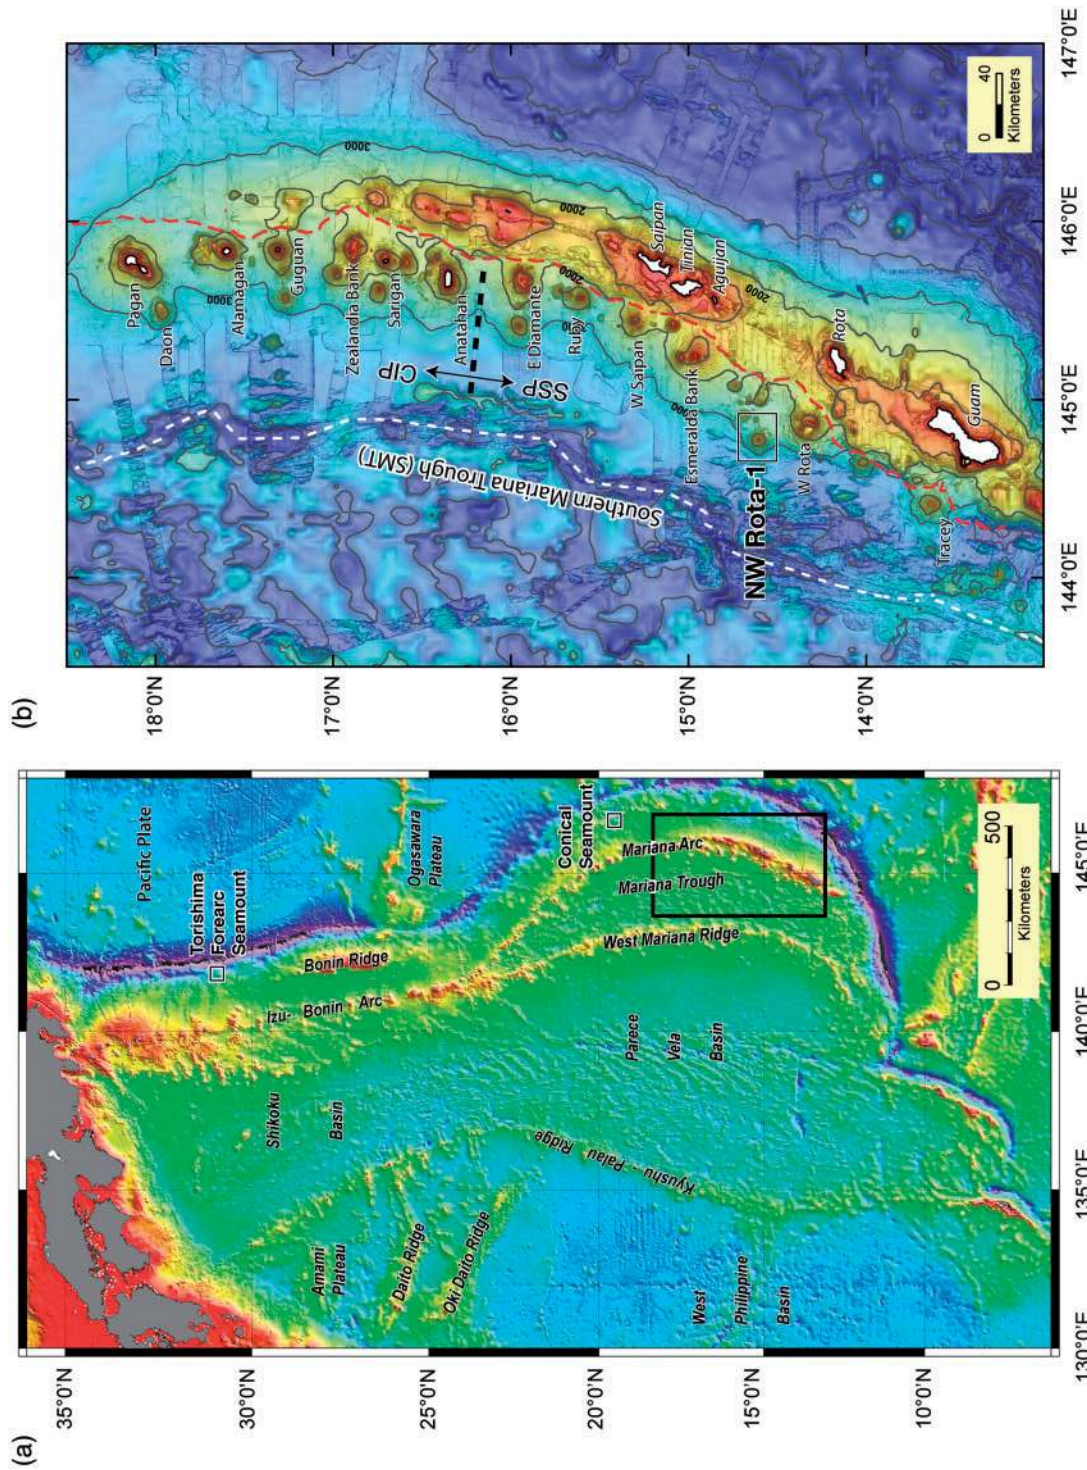 (a)
35°0'N
30°0'N
25°0'N
20°0'N
15°0'N
10°0'N
130°0'E
135°0'E
140°0'E
145°0'E
Pacific Plate
Torishima
Forearc
Seamount
Ogasawara
Plateau
Conical
Seamount
Bonin Ridge
Izu- Bonin Arc
Mariana Arc
Mariana Trough
West Mariana Ridge
Shikoku
Basin
Parece
Vela
Basin
Kyushu - Palau Ridge
Amami
Plateau
Daito Ridge
Oki Daito Ridge
West
Philippine
Basin
0 500
Kilometers
(b)
18°0'N
17°0'N
16°0'N
15°0'N
14°0'N
144°0'E
145°0'E
146°0'E
147°0'E
Pagan
Daon
Alamagan
Guguan
Zealandia Bank
Sarigan
Anatahan
CIP
SSP
E Diamante
Ruby
W Saipan
Esmeralda Bank
NW Rota-1
W Rota
Tracey
Saipan
Tinian
Aguijan
Rota
Guam
Southern Mariana Trough (SMT)
3000
3000
2000
2000
2000
0 40
Kilometers